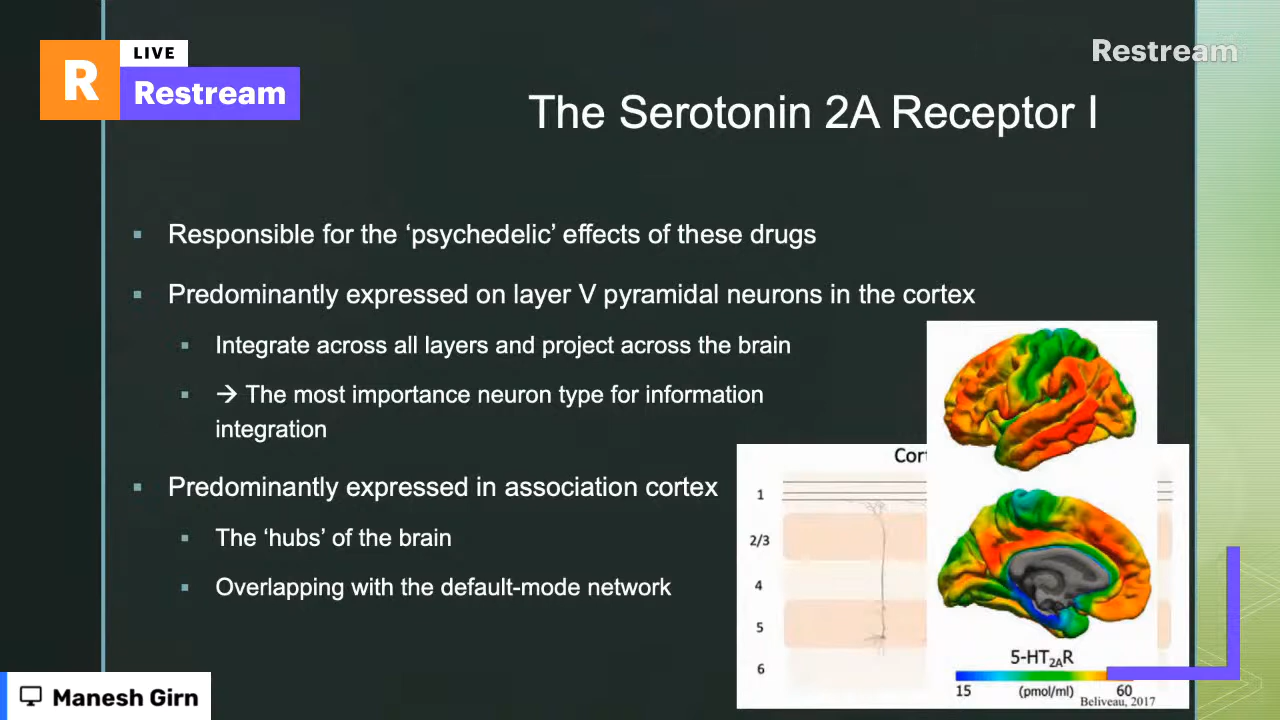 R
LIVE
Restream
Restream
The Serotonin 2A Receptor I
Responsible for the ‘psychedelic’ effects of these drugs
Predominantly expressed on layer V pyramidal neurons in the cortex
Integrate across all layers and project across the brain
→ The most importance neuron type for information
integration
Predominantly expressed in association cortex
The ‘hubs’ of the brain
Overlapping with the default-mode network
1
2/3
4
5
6
5-HT2AR
15 (pmol/ml) 60
Beliveau, 2017
Manesh Girn